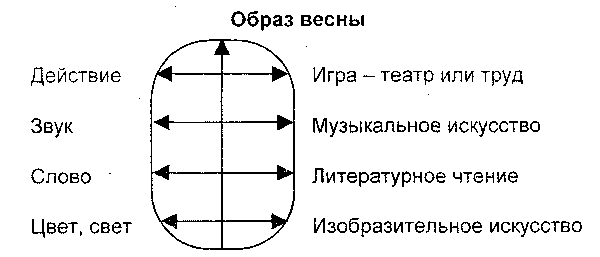 Образ весны
Действие Игра – театр или труд
Звук Музыкальное искусство
Слово Литературное чтение
Цвет, свет Изобразительное искусство